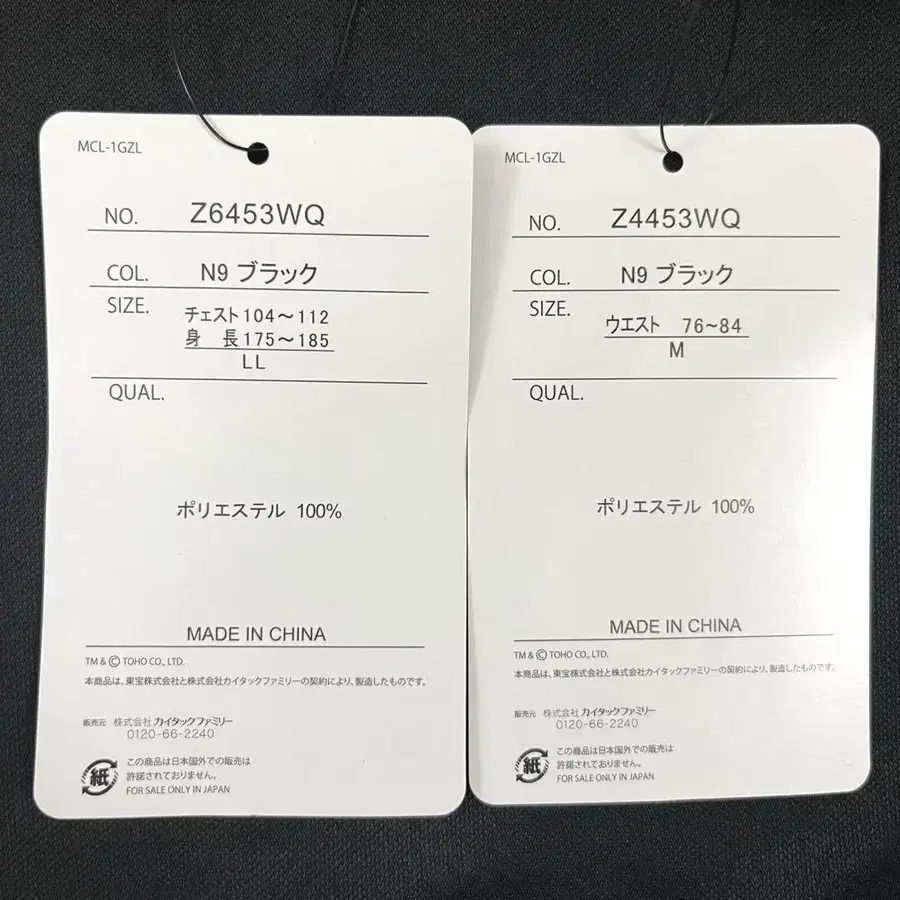 MCL-1GZL
NO. Z6453WQ
COL. N9 ブラック
SIZE. チェスト 104～112
身 長 175～185
LL
QUAL.
ポリエステル 100%
MADE IN CHINA
TM & © TOHO CO., LTD.
本商品は、東宝株式会社と株式会社カイタックファミリーの契約により、製造したものです。
販売元 株式会社 カイタックファミリー
0120-66-2240
紙
この商品は日本国外での販売は
許諾されておりません。
FOR SALE ONLY IN JAPAN
MCL-1GZL
NO. Z4453WQ
COL. N9 ブラック
SIZE. ウエスト 76~84
M
QUAL.
ポリエステル 100%
MADE IN CHINA
TM & © TOHO CO., LTD.
本商品は、東宝株式会社と株式会社カイタックファミリーの契約により、製造したものです。
販売元 株式会社 カイタックファミリー
0120-66-2240
紙
この商品は日本国外での販売は
許諾されておりません。
FOR SALE ONLY IN JAPAN